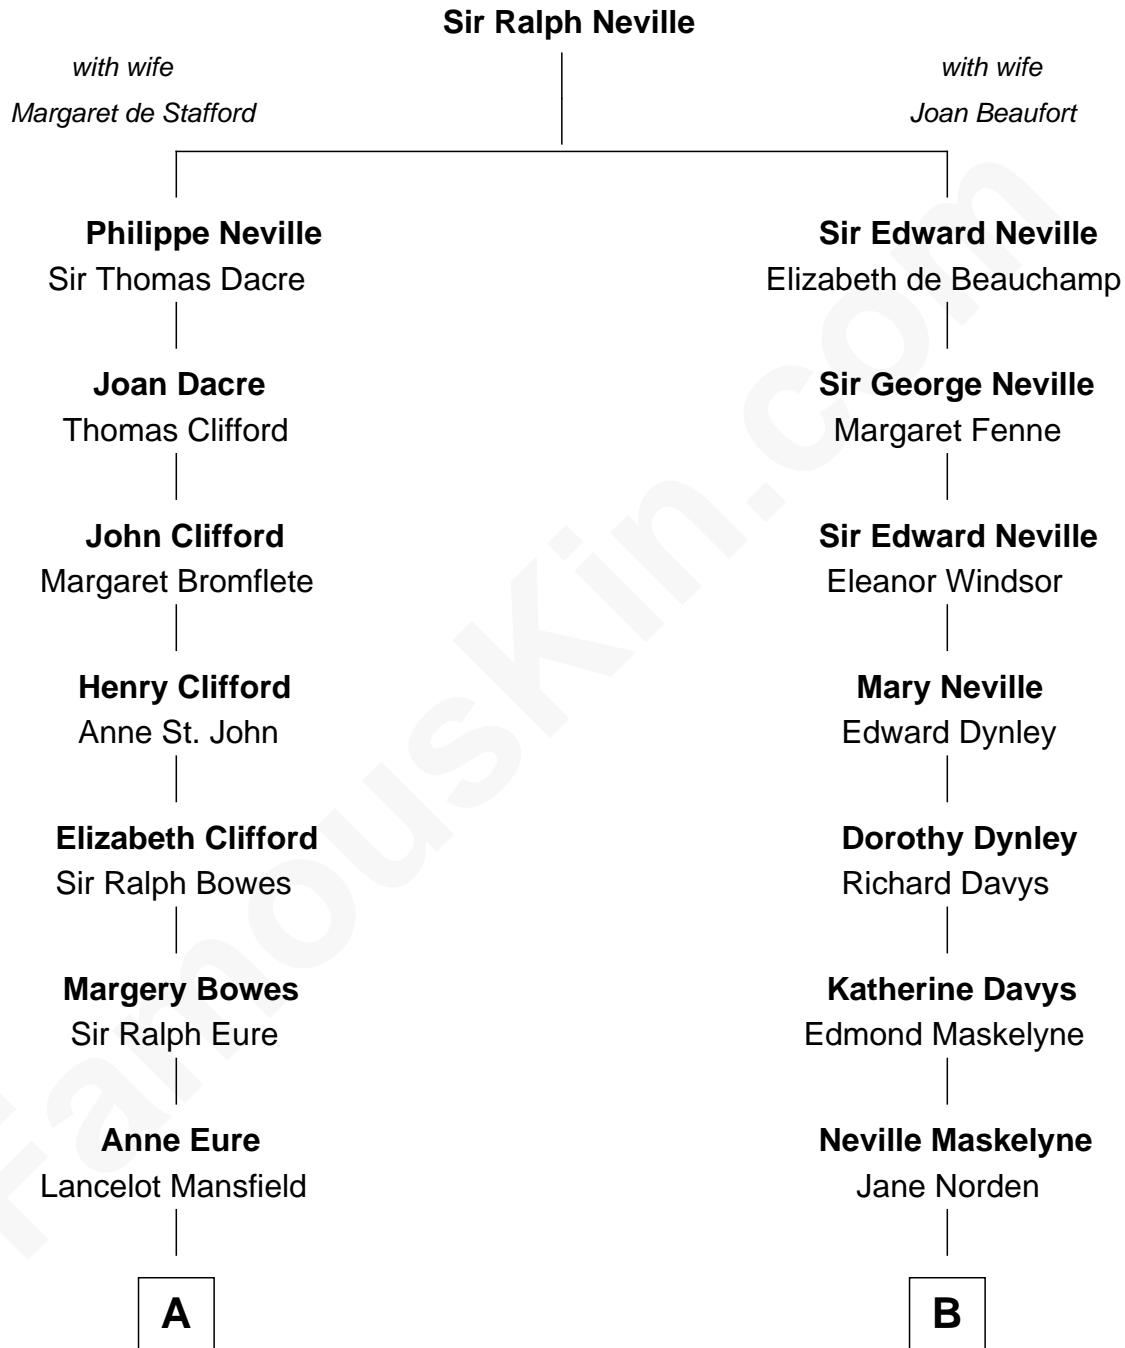 Sir Ralph Neville
with wife
Margaret de Stafford
with wife
Joan Beaufort
Philippe Neville
Sir Thomas Dacre
Joan Dacre
Thomas Clifford
John Clifford
Margaret Bromflete
Henry Clifford
Anne St. John
Elizabeth Clifford
Sir Ralph Bowes
Margery Bowes
Sir Ralph Eure
Anne Eure
Lancelot Mansfield
A
Sir Edward Neville
Elizabeth de Beauchamp
Sir George Neville
Margaret Fenne
Sir Edward Neville
Eleanor Windsor
Mary Neville
Edward Dynley
Dorothy Dynley
Richard Davys
Katherine Davys
Edmond Maskelyne
Neville Maskelyne
Jane Norden
B
FamousKin.com